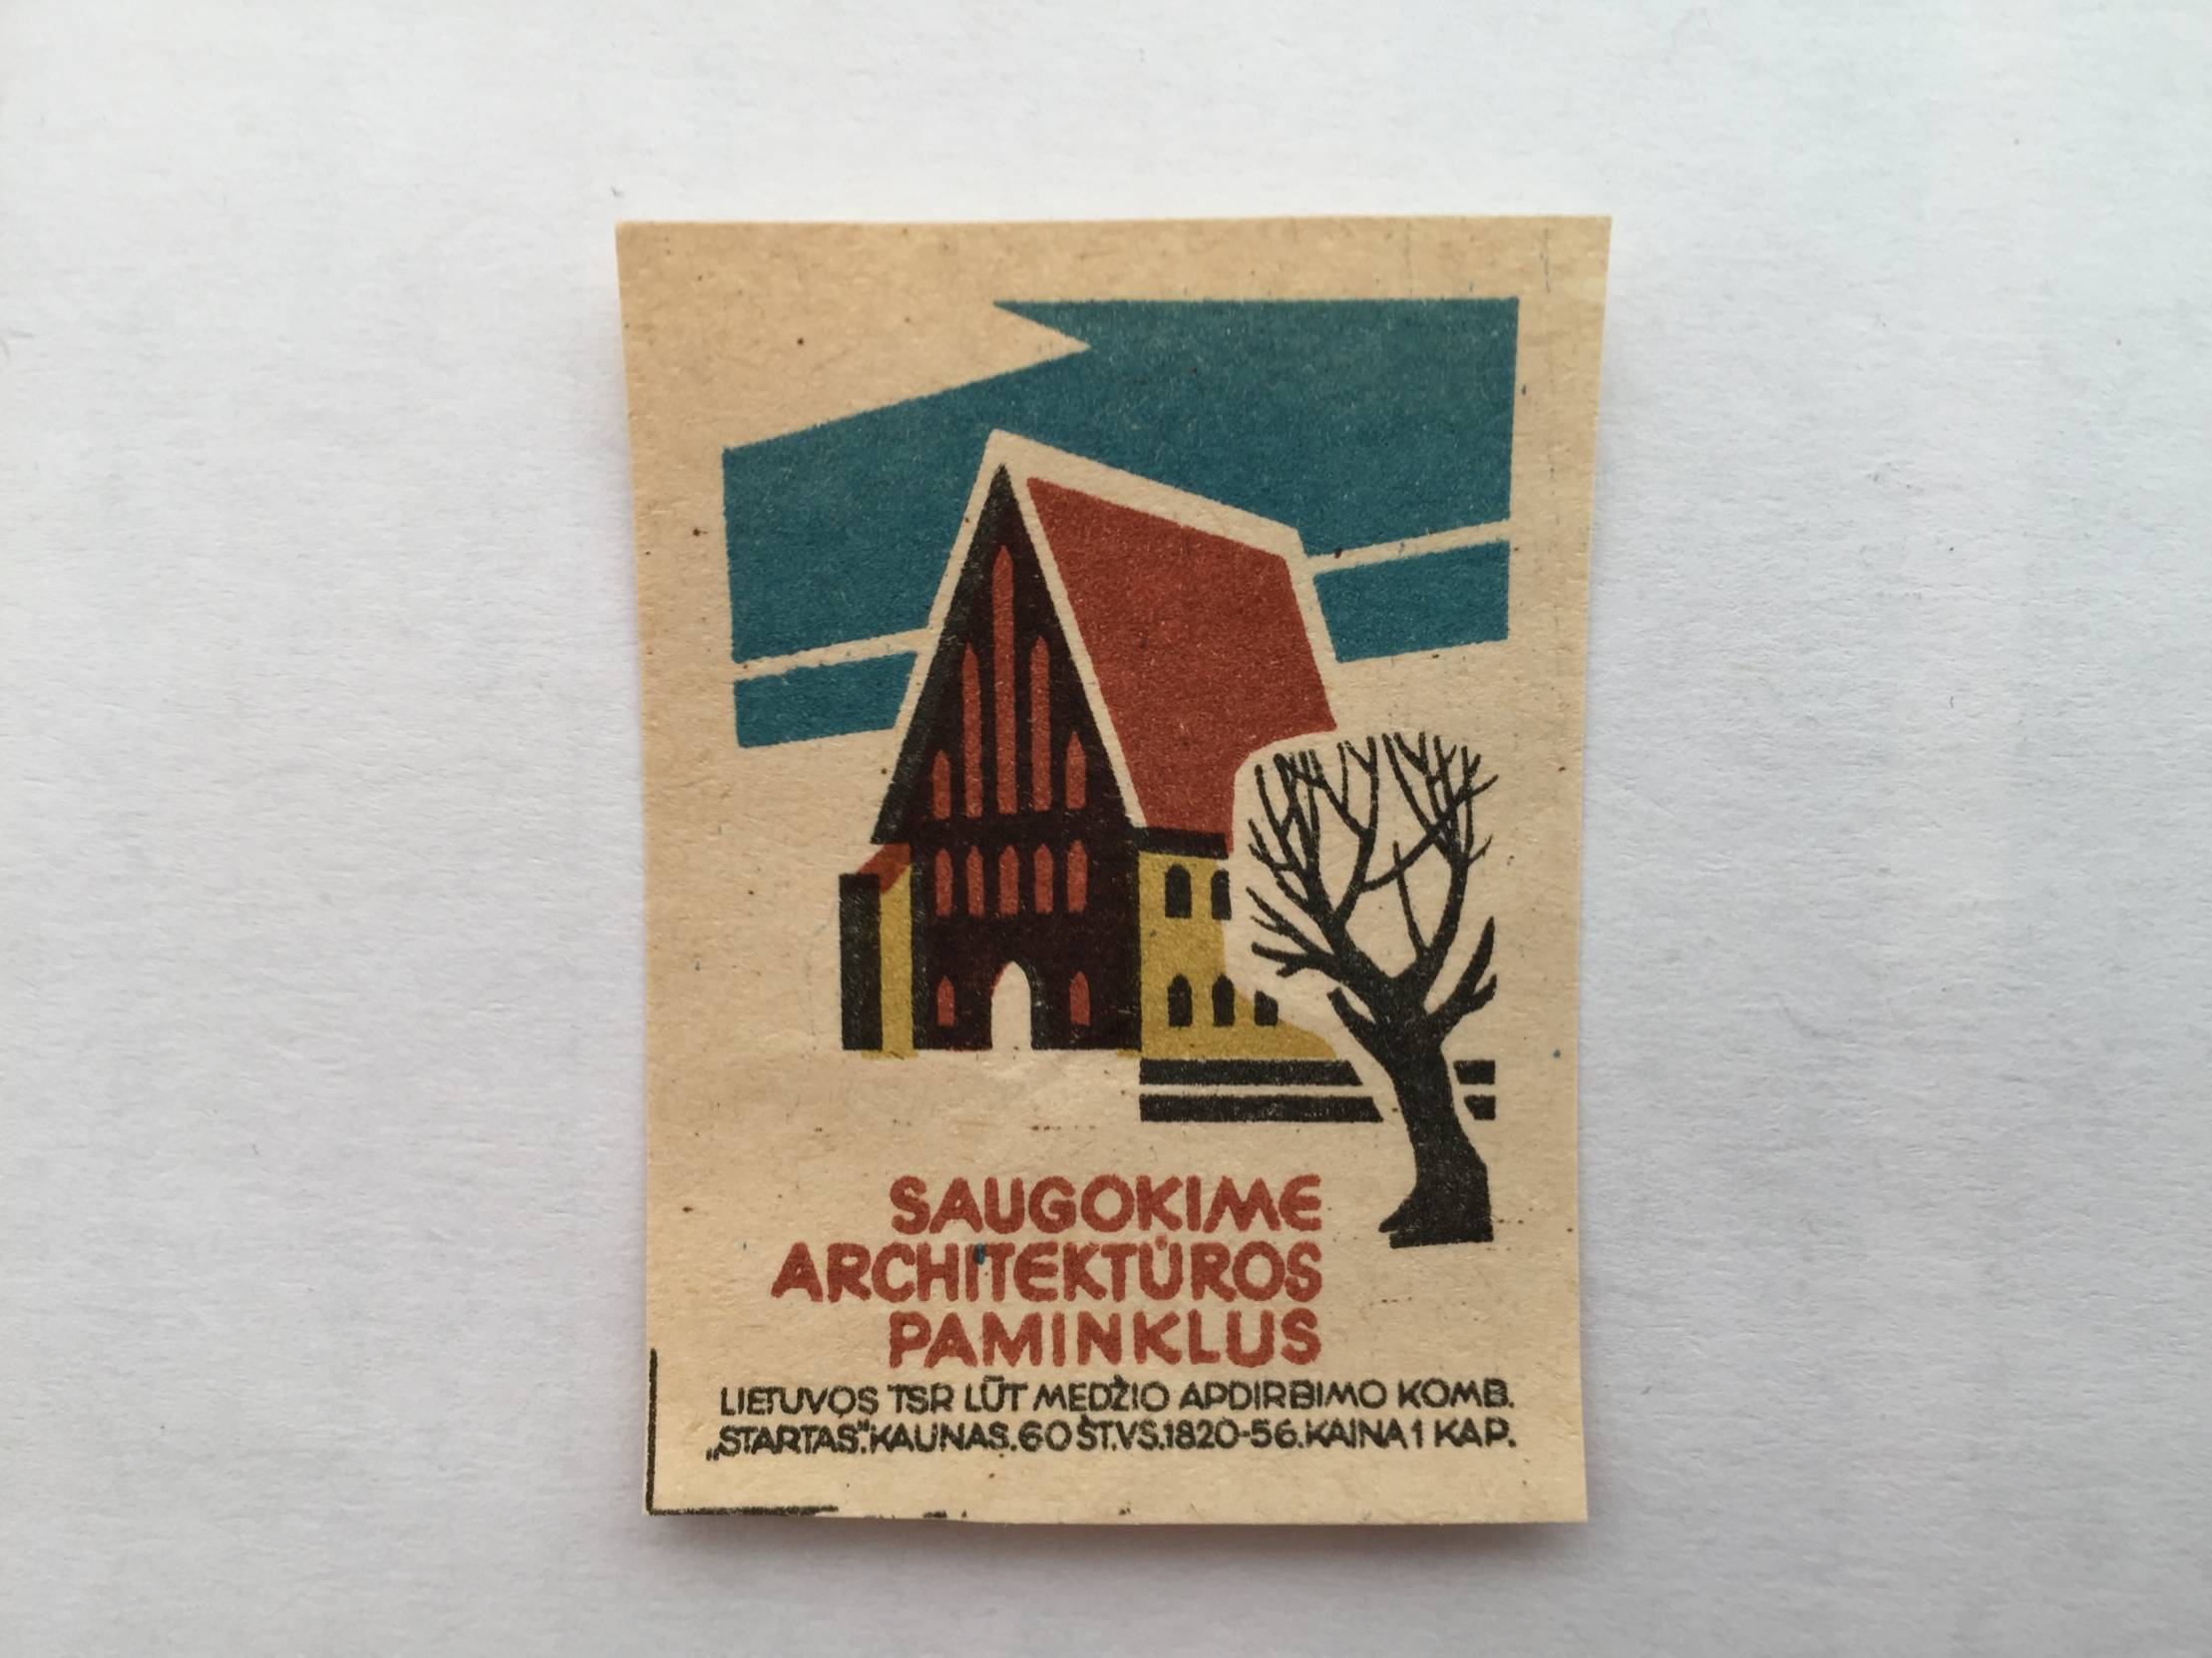 SAUGOKIME
ARCHITEKTŪROS
PAMINKLUS
LIETUVOS TSR LŪT MEDŽIO APDIRBIMO KOMB.
„STARTAS“.KAUNAS.60 ŠT.VS.1820-56.KAINA 1 KAP.